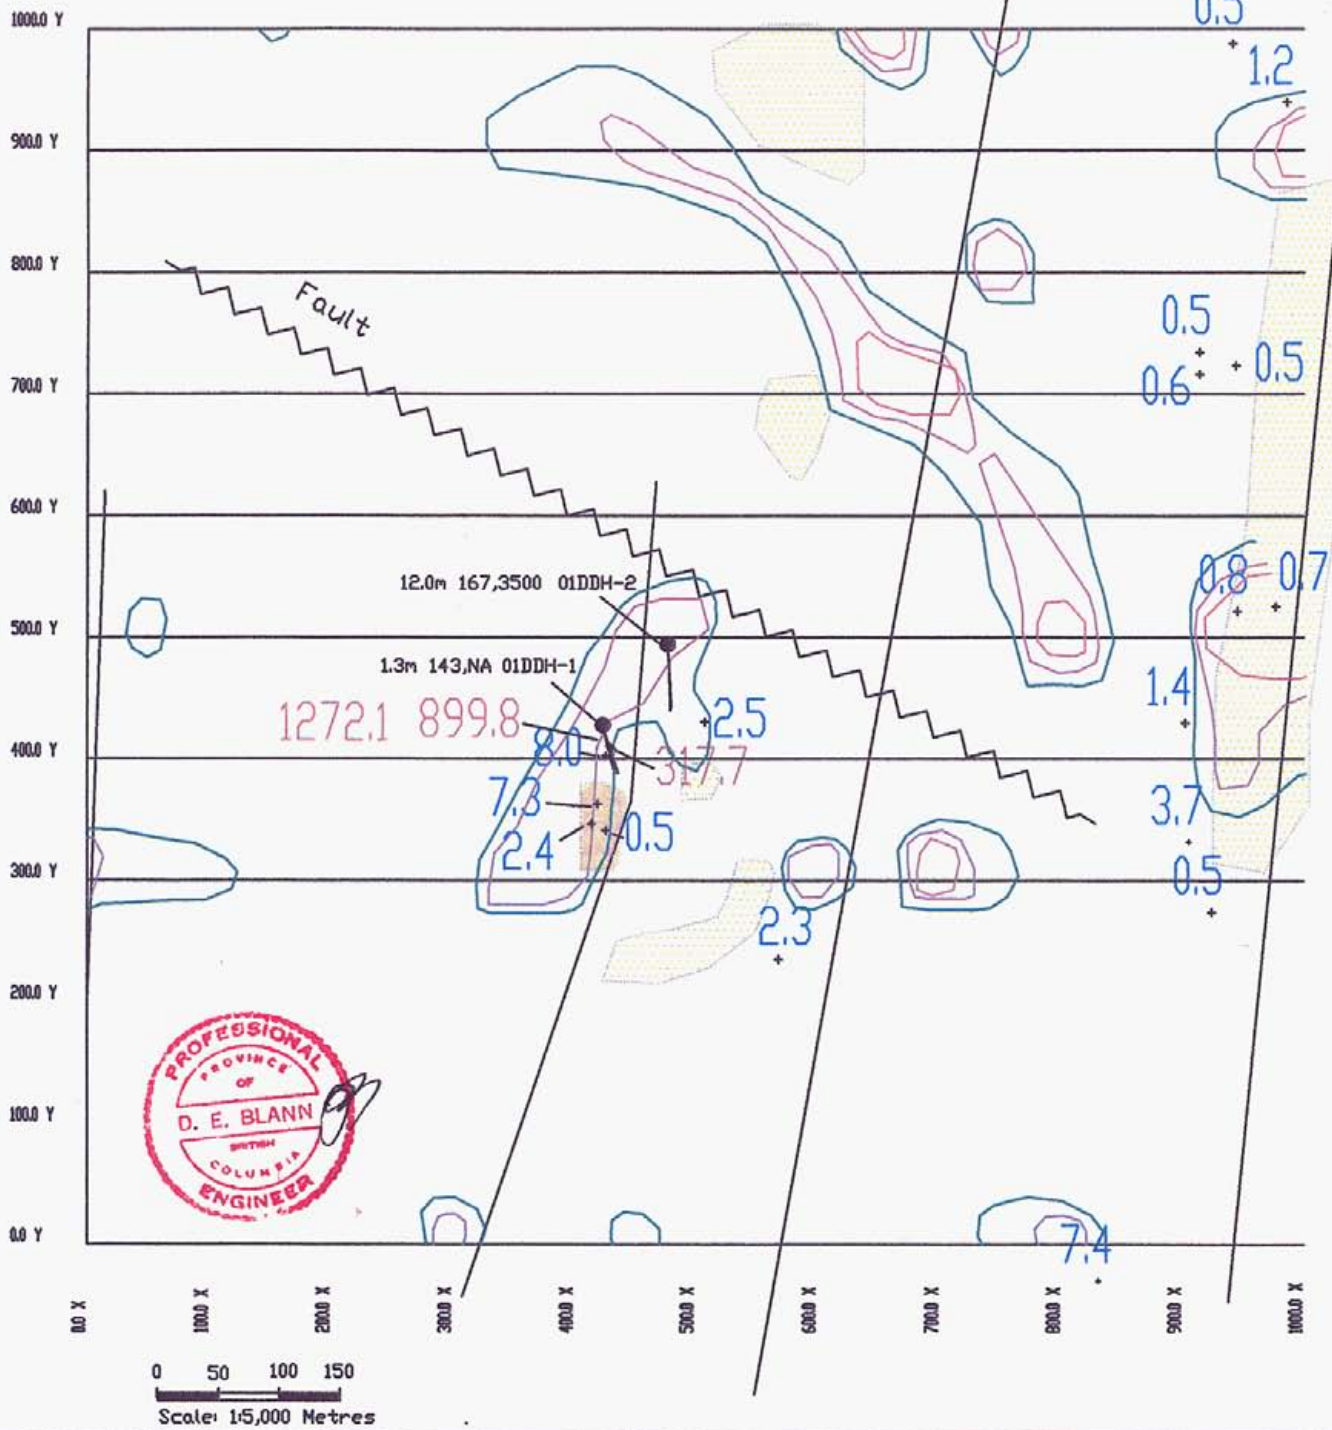 1000.0 Y
0.5
1.2
900.0 Y
800.0 Y
Fault
0.5
0.5
0.6
700.0 Y
600.0 Y
0.8
0.7
12.0m 167,3500 01DDH-2
500.0 Y
1.3m 143,NA 01DDH-1
1.4
1272.1
899.8
2.5
8.0
400.0 Y
317.7
7.3
3.7
2.4
0.5
300.0 Y
0.5
2.3
200.0 Y
PROFESSIONAL
PROVINCE
OF
D. E. BLANN
BRITISH
COLUMBIA
ENGINEER
100.0 Y
0.0 Y
7.4
0.0 X
100.0 X
200.0 X
300.0 X
400.0 X
500.0 X
600.0 X
700.0 X
800.0 X
900.0 X
1000.0 X
0 50 100 150
Scale: 1:5,000 Metres